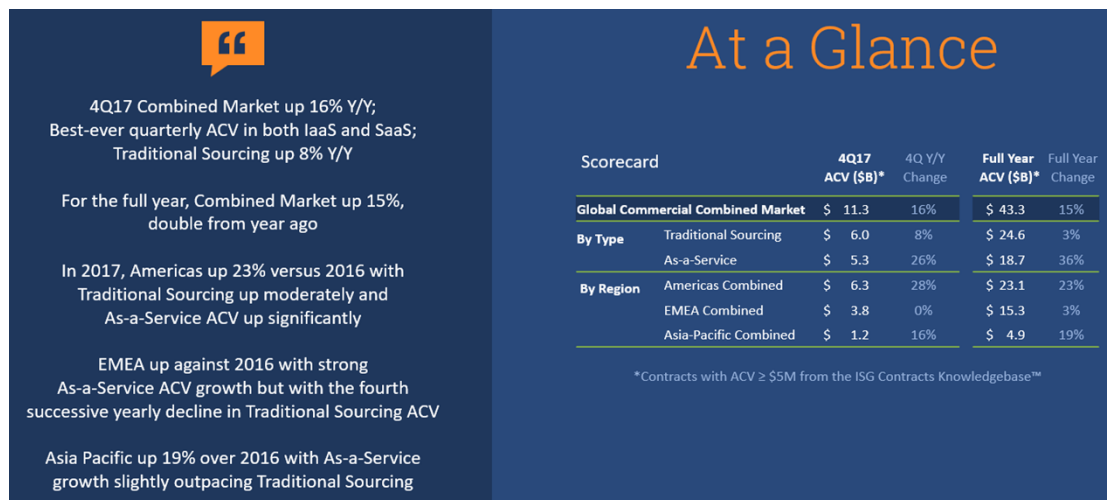 4Q17 Combined Market up 16% Y/Y;
Best-ever quarterly ACV in both IaaS and SaaS;
Traditional Sourcing up 8% Y/Y
For the full year, Combined Market up 15%,
double from year ago
In 2017, Americas up 23% versus 2016 with
Traditional Sourcing up moderately and
As-a-Service ACV up significantly
EMEA up against 2016 with strong
As-a-Service ACV growth but with the fourth
successive yearly decline in Traditional Sourcing ACV
Asia Pacific up 19% over 2016 with As-a-Service
growth slightly outpacing Traditional Sourcing
At a Glance
Scorecard 4Q17 4Q Y/Y Full Year Full Year
ACV ($B)* Change ACV ($B)* Change
Global Commercial Combined Market $ 11.3 16% $ 43.3 15%
By Type Traditional Sourcing $ 6.0 8% $ 24.6 3%
As-a-Service $ 5.3 26% $ 18.7 36%
By Region Americas Combined $ 6.3 28% $ 23.1 23%
EMEA Combined $ 3.8 0% $ 15.3 3%
Asia-Pacific Combined $ 1.2 16% $ 4.9 19%
*Contracts with ACV ≥ $5M from the ISG Contracts Knowledgebase™